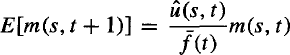 E[m(s, t + 1)] = \frac{\hat{u}(s, t)}{\bar{f}(t)} m(s, t)